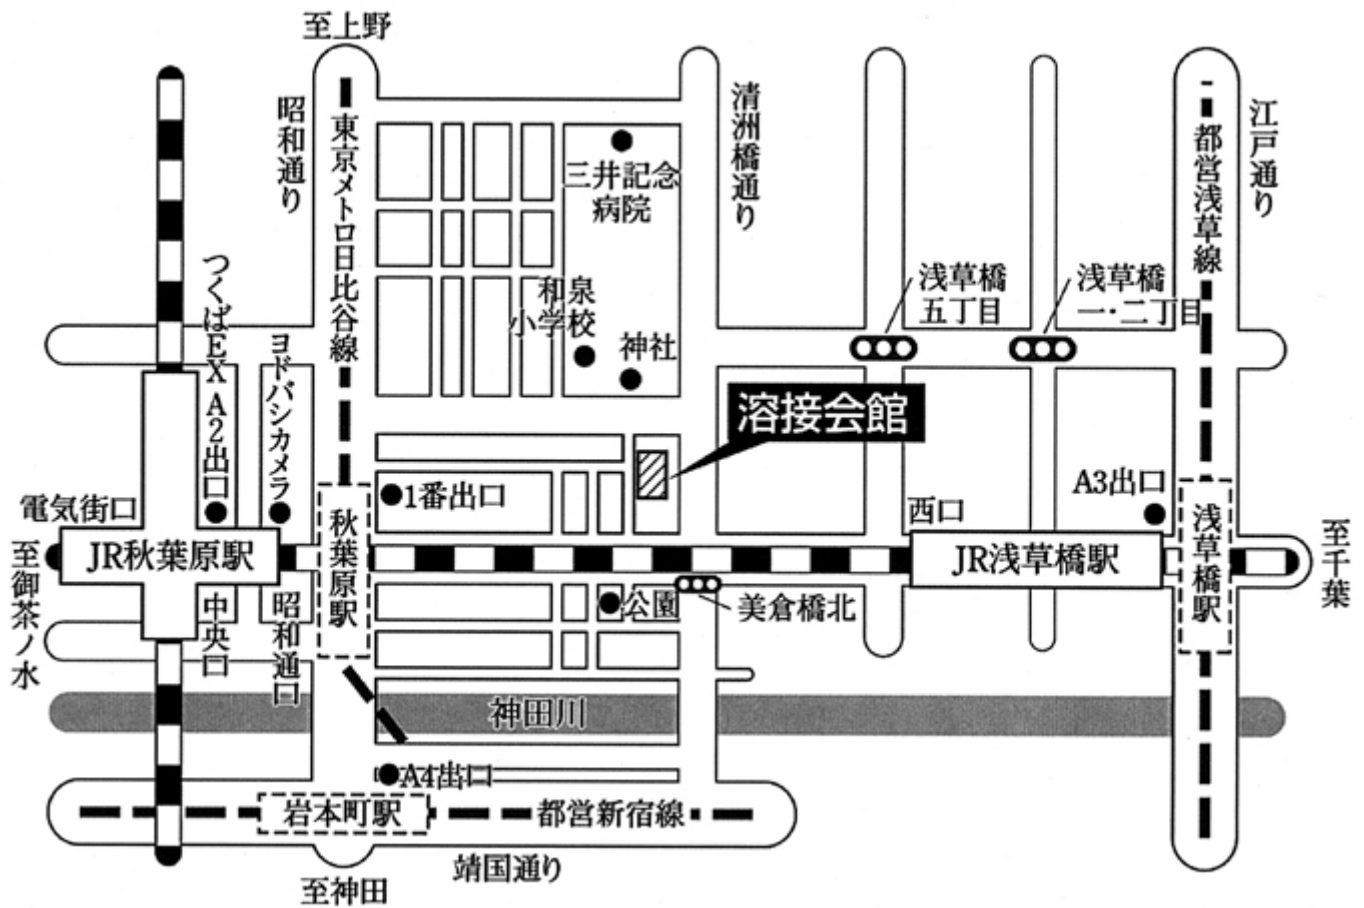 至上野
昭和通り
東京メトロ日比谷線
清洲橋通り
都営浅草線
江戸通り
三井記念
病院
つくばEX A2出口
ヨドバシカメラ
和泉
小学校
神社
浅草橋
五丁目
浅草橋
一・二丁目
溶接会館
電気街口
1番出口
西口
A3出口
至御茶ノ水
JR秋葉原駅
秋葉原駅
JR浅草橋駅
浅草橋駅
至千葉
中央口
昭和通口
公園
美倉橋北
神田川
A4出口
岩本町駅
都営新宿線
靖国通り
至神田